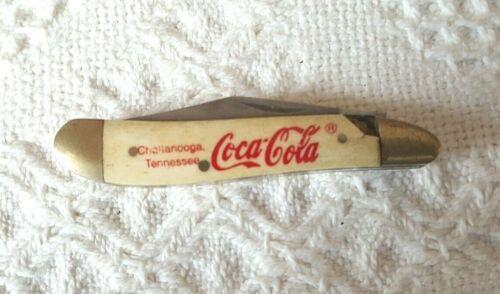 Chattanooga,
Tennessee
Coca-Cola ®